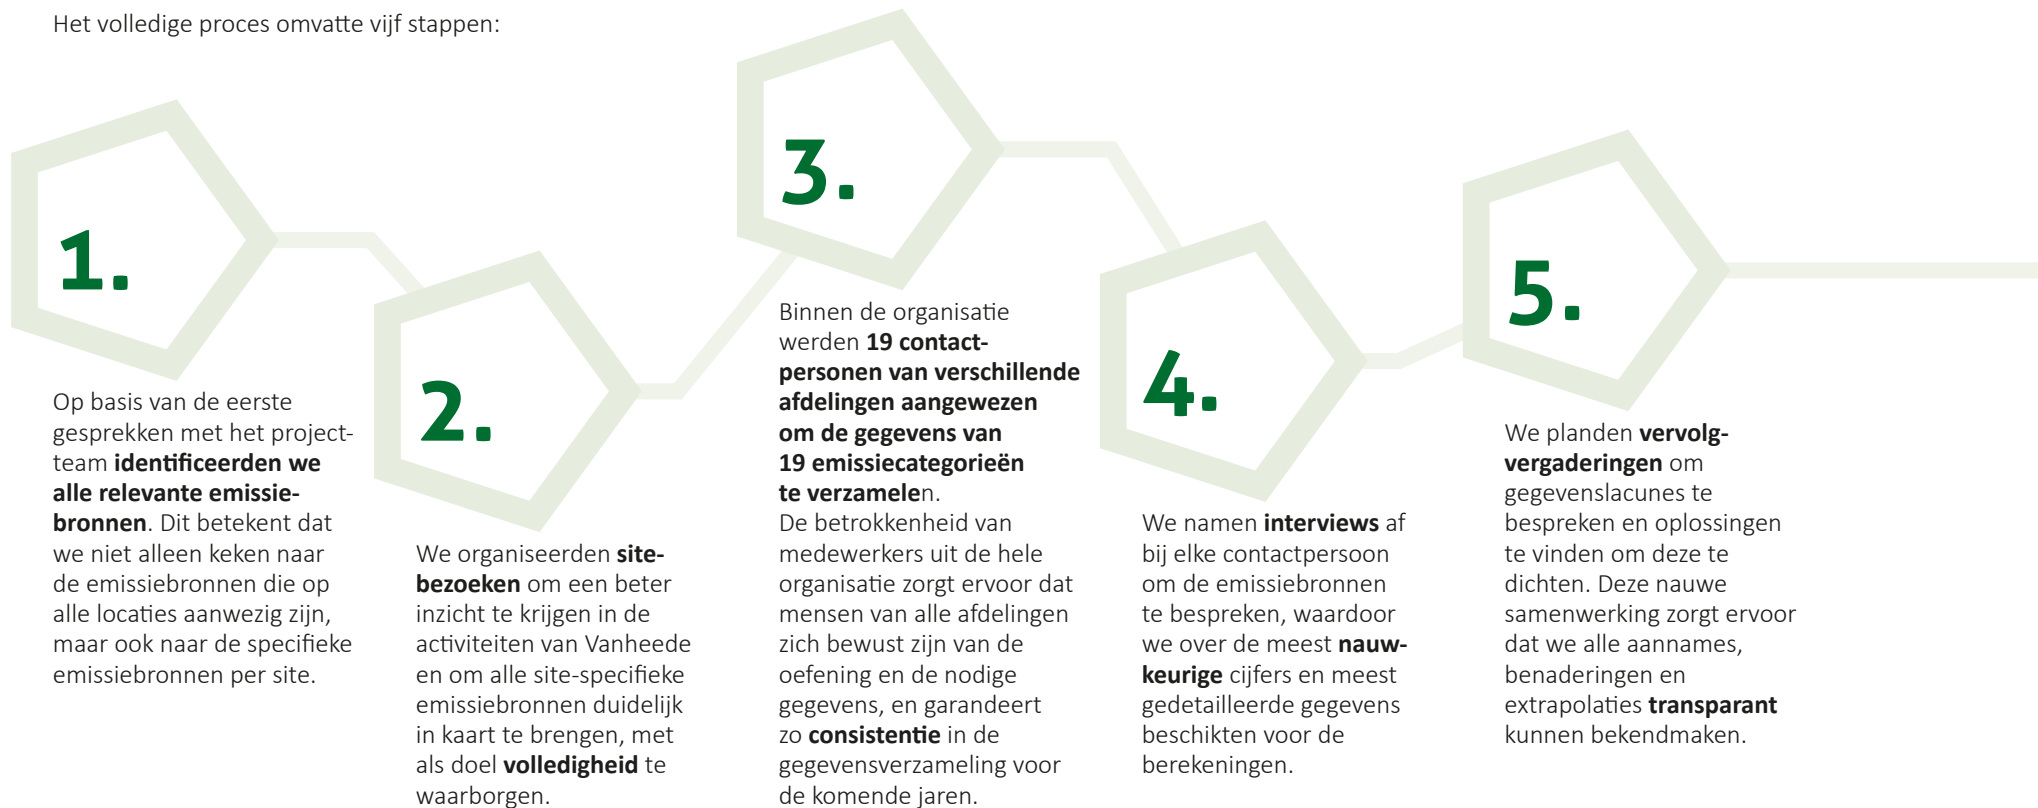 Het volledige proces omvatte vijf stappen:
1.
Op basis van de eerste
gesprekken met het project-
team identificeerden we
alle relevante emissie-
bronnen. Dit betekent dat
we niet alleen keken naar
de emissiebronnen die op
alle locaties aanwezig zijn,
maar ook naar de specifieke
emissiebronnen per site.
2.
We organiseerden site-
bezoeken om een beter
inzicht te krijgen in de
activiteiten van Vanheede
en om alle site-specifieke
emissiebronnen duidelijk
in kaart te brengen, met
als doel volledigheid te
waarborgen.
3.
Binnen de organisatie
werden 19 contact-
personen van verschillende
afdelingen aangewezen
om de gegevens van
19 emissiecategorieën
te verzamelen.
De betrokkenheid van
medewerkers uit de hele
organisatie zorgt ervoor dat
mensen van alle afdelingen
zich bewust zijn van de
oefening en de nodige
gegevens, en garandeert
zo consistentie in de
gegevensverzameling voor
de komende jaren.
4.
We namen interviews af
bij elke contactpersoon
om de emissiebronnen
te bespreken, waardoor
we over de meest nauw-
keurige cijfers en meest
gedetailleerde gegevens
beschikten voor de
berekeningen.
5.
We planden vervolg-
vergaderingen om
gegevenslacunes te
bespreken en oplossingen
te vinden om deze te
dichten. Deze nauwe
samenwerking zorgt ervoor
dat we alle aannames,
benaderingen en
extrapolaties transparant
kunnen bekendmaken.